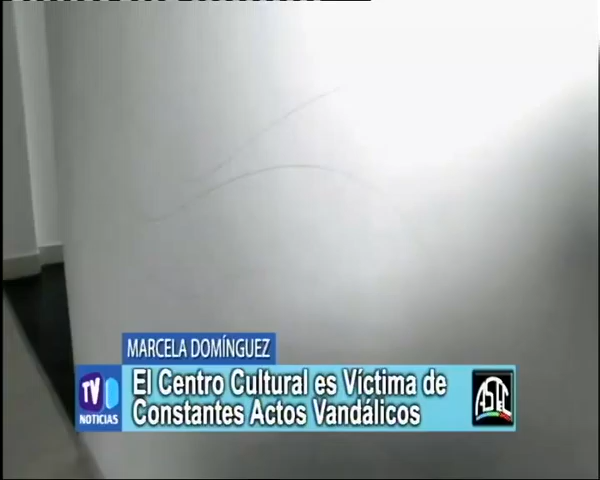 MARCELA DOMÍNGUEZ
El Centro Cultural es Víctima de
Constantes Actos Vandálicos
TV
NOTICIAS